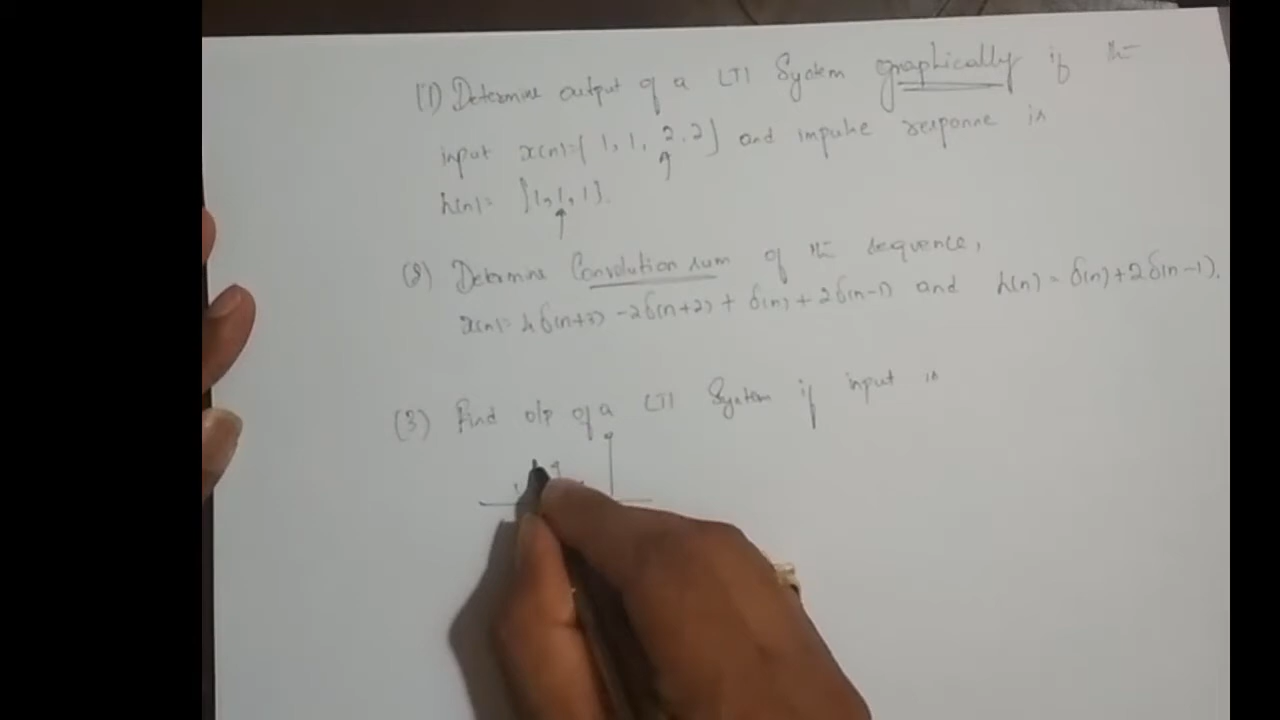 (1) Determine output of a LTI System graphically if the
input x(n)={ 1, 1, 2, 2} and impulse response is
h(n)= {1, 1, 1}.
(2) Determine Convolution sum of the sequence,
x(n)= 4δ(n+3) -2δ(n+2) + δ(n) + 2δ(n-1) and h(n) = δ(n) + 2δ(n-1).
(3) Find o/p of a LTI System if input is